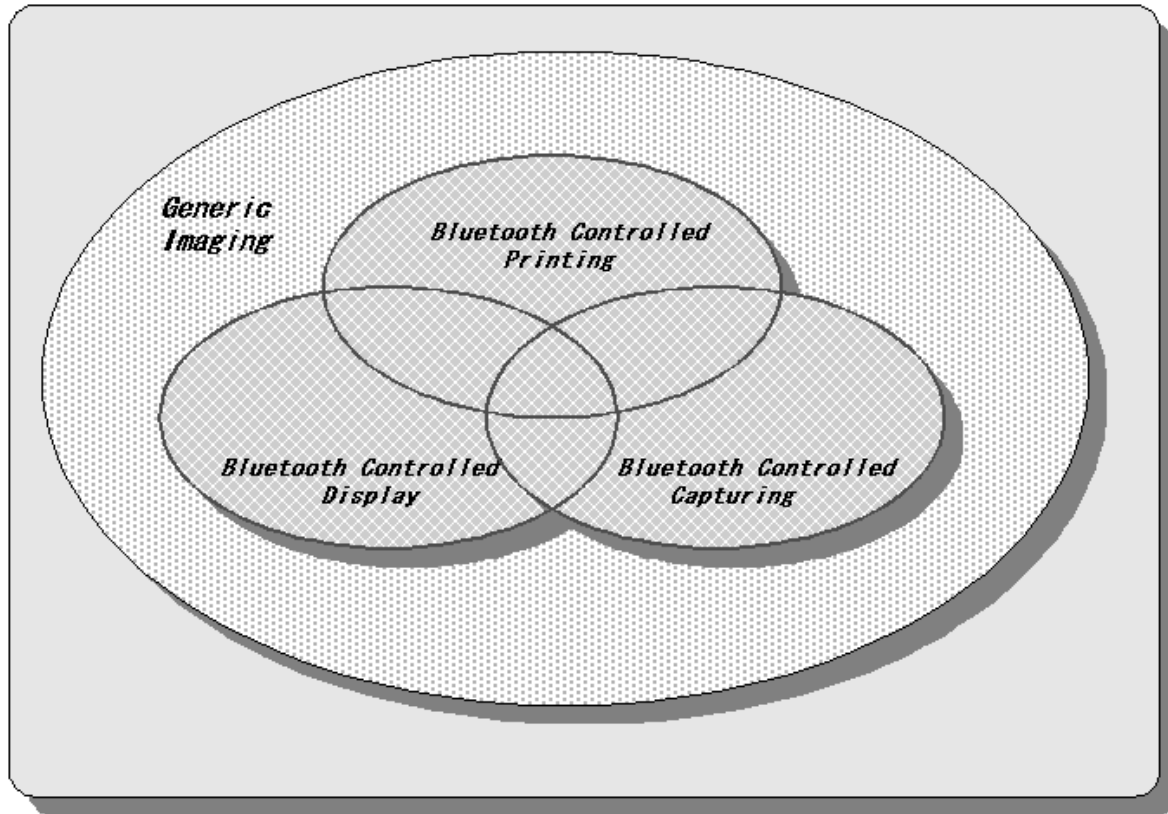 Generic
Imaging
Bluetooth Controlled
Printing
Bluetooth Controlled
Display
Bluetooth Controlled
Capturing